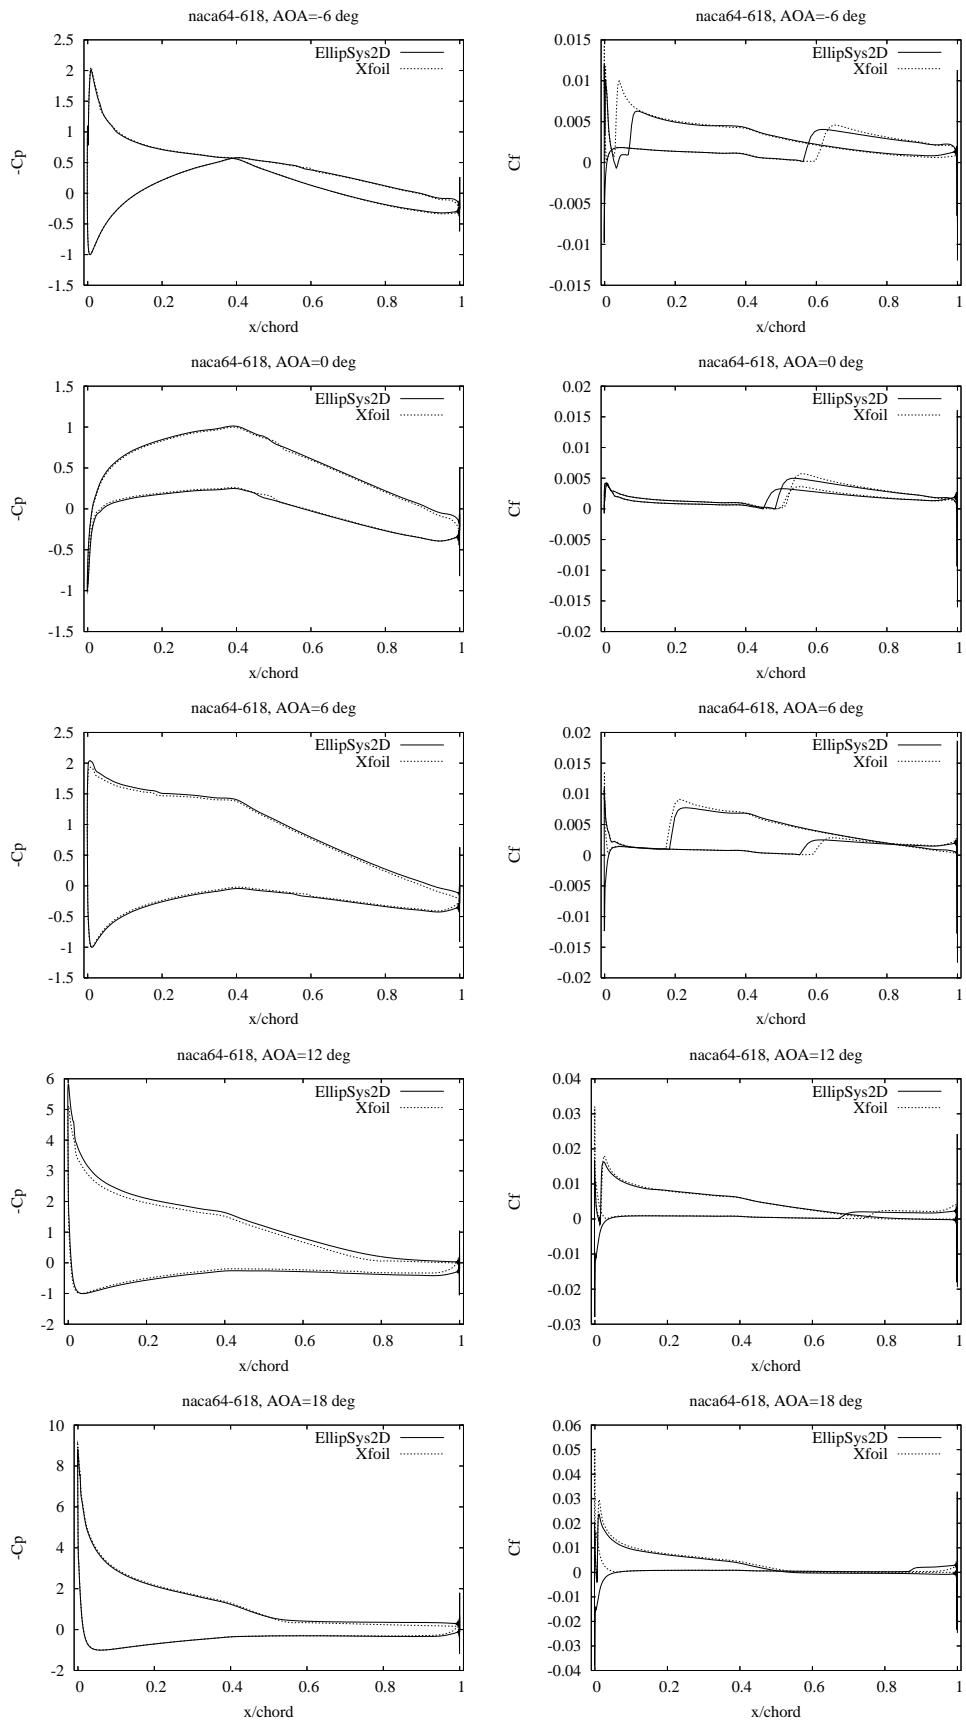 naca64-618, AOA=-6 deg
2.5
2
1.5
1
0.5
0
-0.5
-1
-1.5
-Cp
EllipSys2D
Xfoil
0 0.2 0.4 0.6 0.8 1
x/chord
naca64-618, AOA=-6 deg
0.015
0.01
0.005
0
-0.005
-0.01
-0.015
Cf
EllipSys2D
Xfoil
0 0.2 0.4 0.6 0.8 1
x/chord
naca64-618, AOA=0 deg
1.5
1
0.5
0
-0.5
-1
-1.5
-Cp
EllipSys2D
Xfoil
0 0.2 0.4 0.6 0.8 1
x/chord
naca64-618, AOA=0 deg
0.02
0.015
0.01
0.005
0
-0.005
-0.01
-0.015
-0.02
Cf
EllipSys2D
Xfoil
0 0.2 0.4 0.6 0.8 1
x/chord
naca64-618, AOA=6 deg
2.5
2
1.5
1
0.5
0
-0.5
-1
-1.5
-Cp
EllipSys2D
Xfoil
0 0.2 0.4 0.6 0.8 1
x/chord
naca64-618, AOA=6 deg
0.02
0.015
0.01
0.005
0
-0.005
-0.01
-0.015
-0.02
Cf
EllipSys2D
Xfoil
0 0.2 0.4 0.6 0.8 1
x/chord
naca64-618, AOA=12 deg
6
5
4
3
2
1
0
-1
-2
-Cp
EllipSys2D
Xfoil
0 0.2 0.4 0.6 0.8 1
x/chord
naca64-618, AOA=12 deg
0.04
0.03
0.02
0.01
0
-0.01
-0.02
-0.03
Cf
EllipSys2D
Xfoil
0 0.2 0.4 0.6 0.8 1
x/chord
naca64-618, AOA=18 deg
10
8
6
4
2
0
-2
-Cp
EllipSys2D
Xfoil
0 0.2 0.4 0.6 0.8 1
x/chord
naca64-618, AOA=18 deg
0.06
0.05
0.04
0.03
0.02
0.01
0
-0.01
-0.02
-0.03
-0.04
Cf
EllipSys2D
Xfoil
0 0.2 0.4 0.6 0.8 1
x/chord